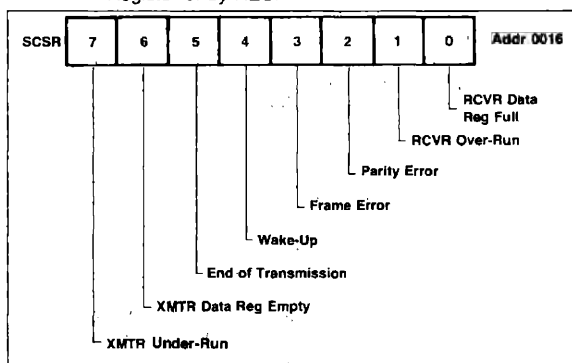 SCSR 7 6 5 4 3 2 1 0 Addr 0016
RCVR Data
Reg Full
RCVR Over-Run
Parity Error
Frame Error
Wake-Up
End of Transmission
XMTR Data Reg Empty
XMTR Under-Run